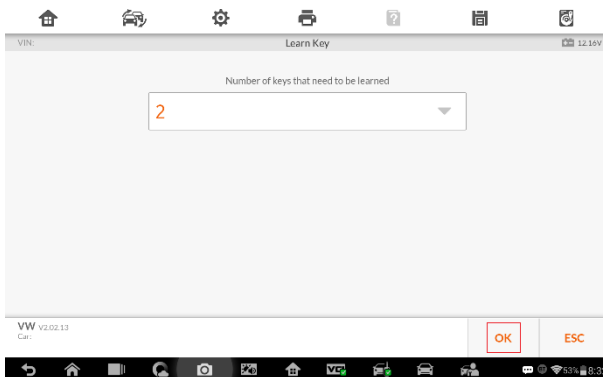 VIN:
Learn Key
12.16V
Number of keys that need to be learned
2
VW V2.02.13
Car:
OK
ESC
53%